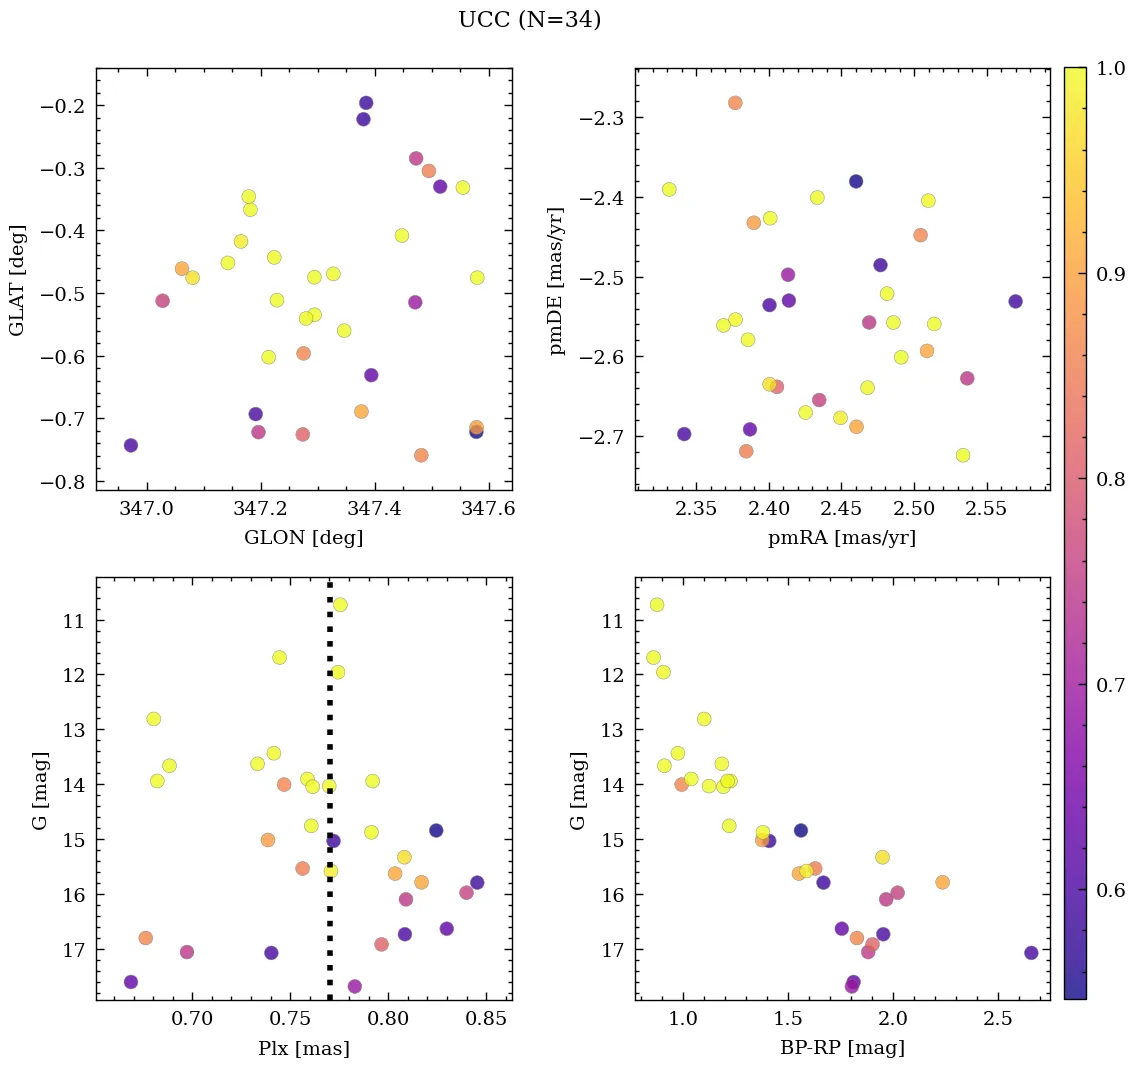 UCC (N=34)
−0.2
−0.3
−0.4
−0.5
−0.6
−0.7
−0.8
GLAT [deg]
347.0 347.2 347.4 347.6
GLON [deg]
−2.3
−2.4
−2.5
−2.6
−2.7
pmDE [mas/yr]
2.35 2.40 2.45 2.50 2.55
pmRA [mas/yr]
11
12
13
14
15
16
17
G [mag]
0.70 0.75 0.80 0.85
Plx [mas]
11
12
13
14
15
16
17
G [mag]
1.0 1.5 2.0 2.5
BP-RP [mag]
1.0
0.9
0.8
0.7
0.6